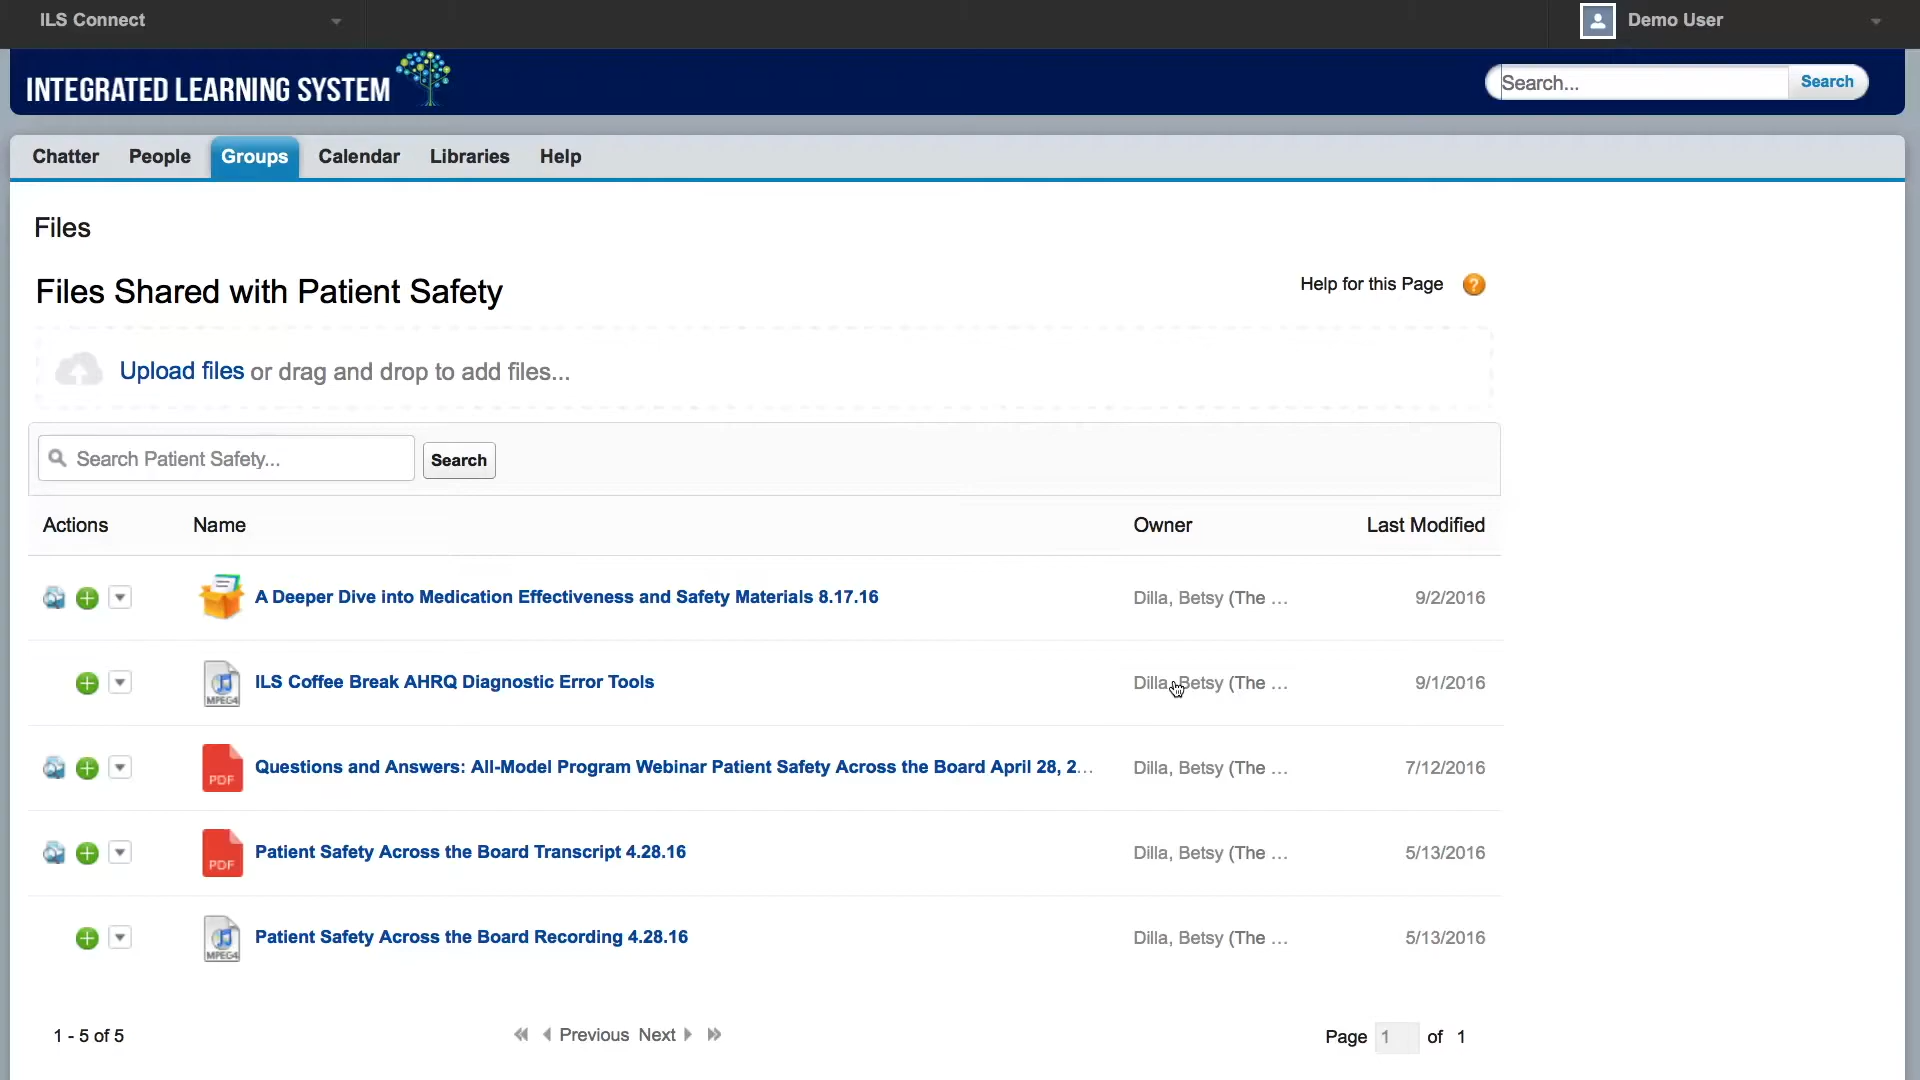 ILS Connect
Demo User
INTEGRATED LEARNING SYSTEM
Search...
Search
Chatter People Groups Calendar Libraries Help
Files
Files Shared with Patient Safety
Help for this Page ?
Upload files or drag and drop to add files...
Search Patient Safety...
Search
Actions Name Owner Last Modified
A Deeper Dive into Medication Effectiveness and Safety Materials 8.17.16 Dilla, Betsy (The ... 9/2/2016
MPEG4 ILS Coffee Break AHRQ Diagnostic Error Tools Dilla, Betsy (The ... 9/1/2016
PDF Questions and Answers: All-Model Program Webinar Patient Safety Across the Board April 28, 2... Dilla, Betsy (The ... 7/12/2016
PDF Patient Safety Across the Board Transcript 4.28.16 Dilla, Betsy (The ... 5/13/2016
MPEG4 Patient Safety Across the Board Recording 4.28.16 Dilla, Betsy (The ... 5/13/2016
1 - 5 of 5 Previous Next Page 1 of 1